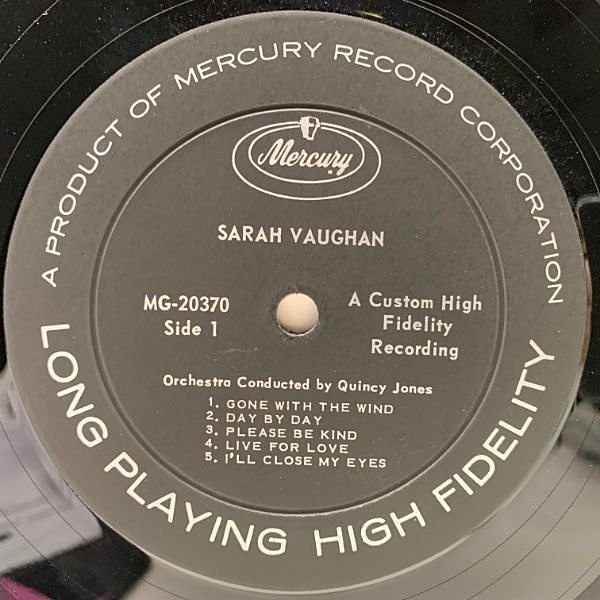 A PRODUCT OF MERCURY RECORD CORPORATION
Mercury
SARAH VAUGHAN
MG-20370
Side 1
A Custom High
Fidelity
Recording
Orchestra Conducted by Quincy Jones
1. GONE WITH THE WIND
2. DAY BY DAY
3. PLEASE BE KIND
4. LIVE FOR LOVE
5. I'LL CLOSE MY EYES
LONG PLAYING HIGH FIDELITY